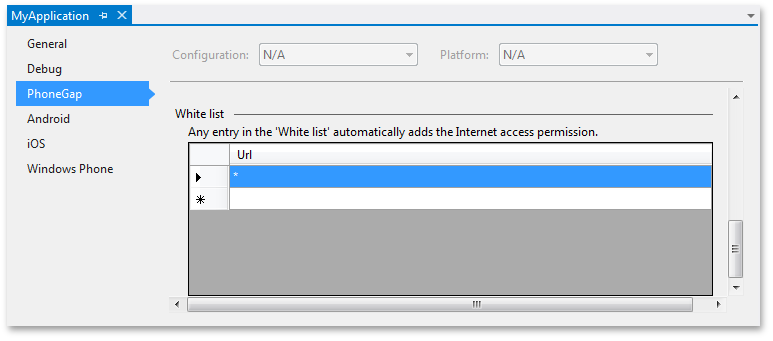 MyApplication
General
Debug
PhoneGap
Android
iOS
Windows Phone
Configuration: N/A Platform: N/A
White list
Any entry in the 'White list' automatically adds the Internet access permission.
Url
*